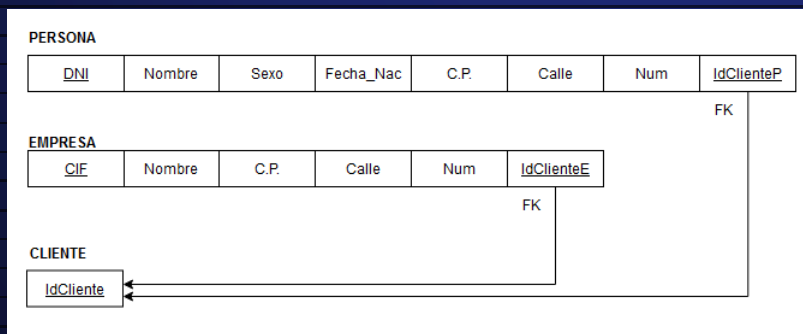 PERSONA
DNI Nombre Sexo Fecha_Nac C.P. Calle Num IdClienteP
FK
EMPRESA
CIF Nombre C.P. Calle Num IdClienteE
FK
CLIENTE
IdCliente